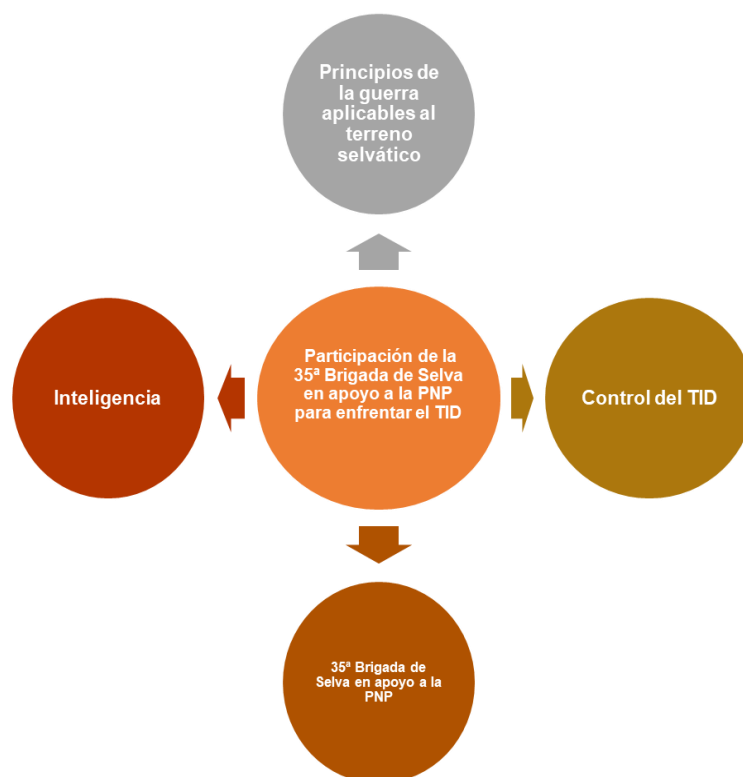 Principios de
la guerra
aplicables al
terreno
selvático
Inteligencia
Participación de la
35ª Brigada de Selva
en apoyo a la PNP
para enfrentar el TID
Control del TID
35ª Brigada de
Selva en apoyo a la
PNP